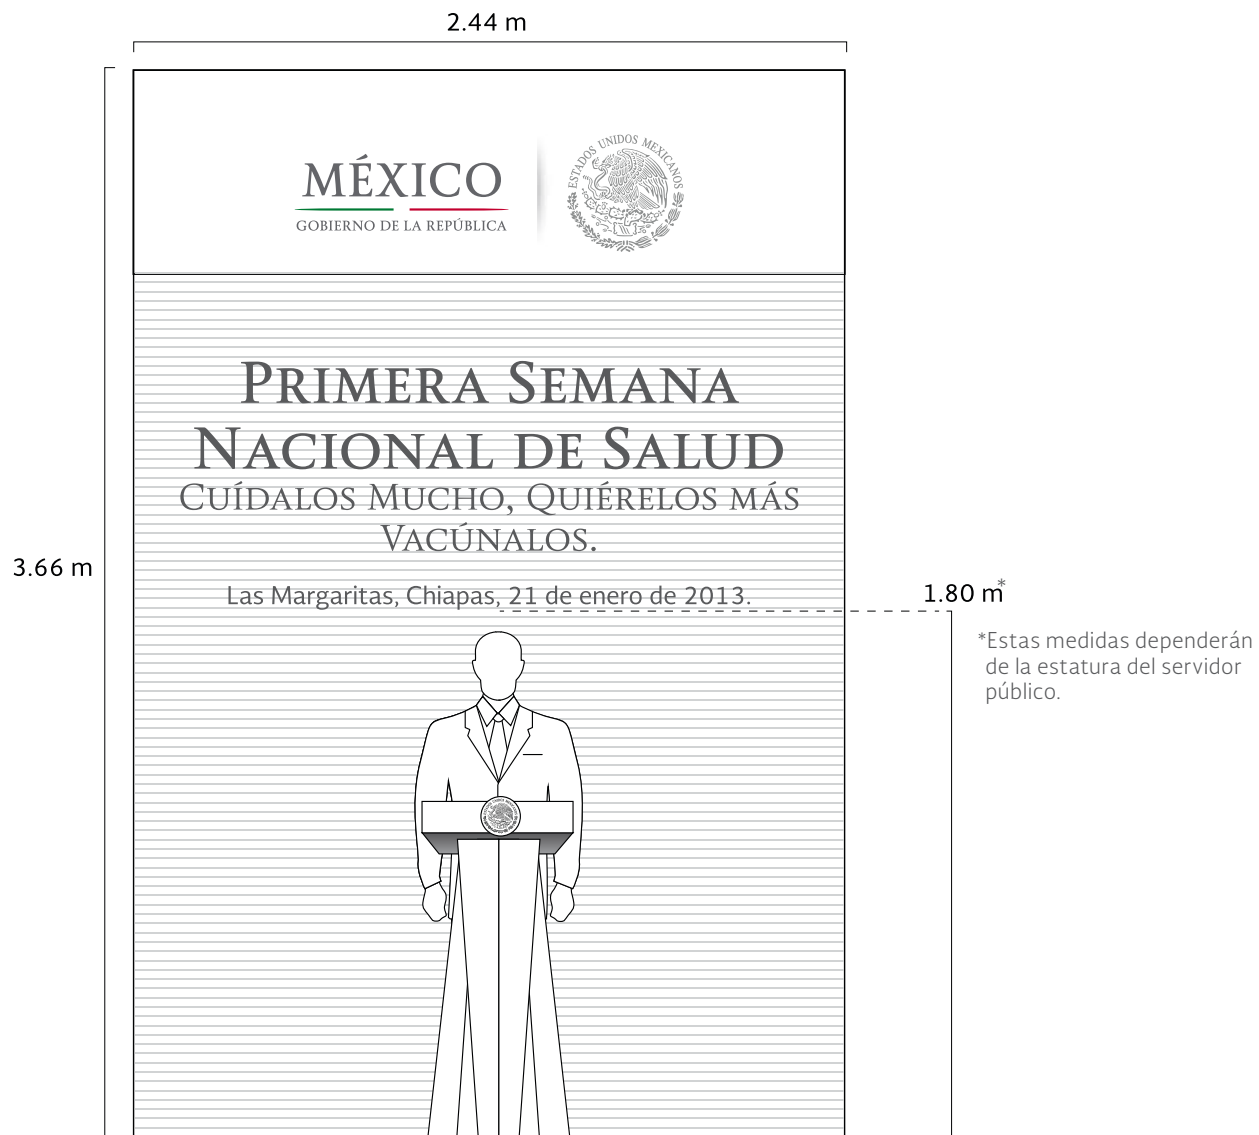 2.44 m
MÉXICO
GOBIERNO DE LA REPÚBLICA
ESTADOS UNIDOS MEXICANOS
PRIMERA SEMANA
NACIONAL DE SALUD
CUÍDALOS MUCHO, QUIÉRELOS MÁS
VACÚNALOS.
3.66 m
Las Margaritas, Chiapas, 21 de enero de 2013.
1.80 m*
*Estas medidas dependerán
de la estatura del servidor
público.